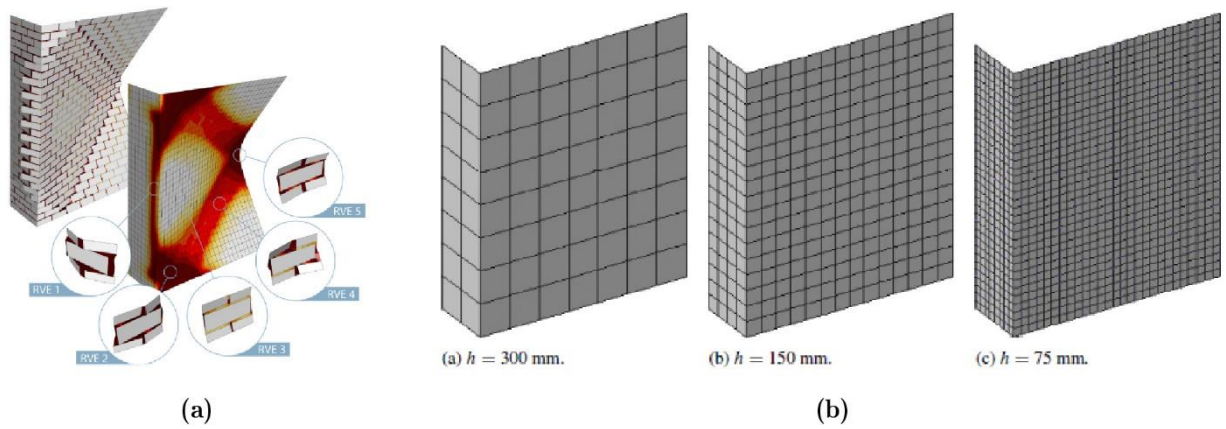 RVE 5
RVE 1
RVE 4
RVE 2
RVE 3
(a) h = 300 mm.
(b) h = 150 mm.
(c) h = 75 mm.
(a)
(b)